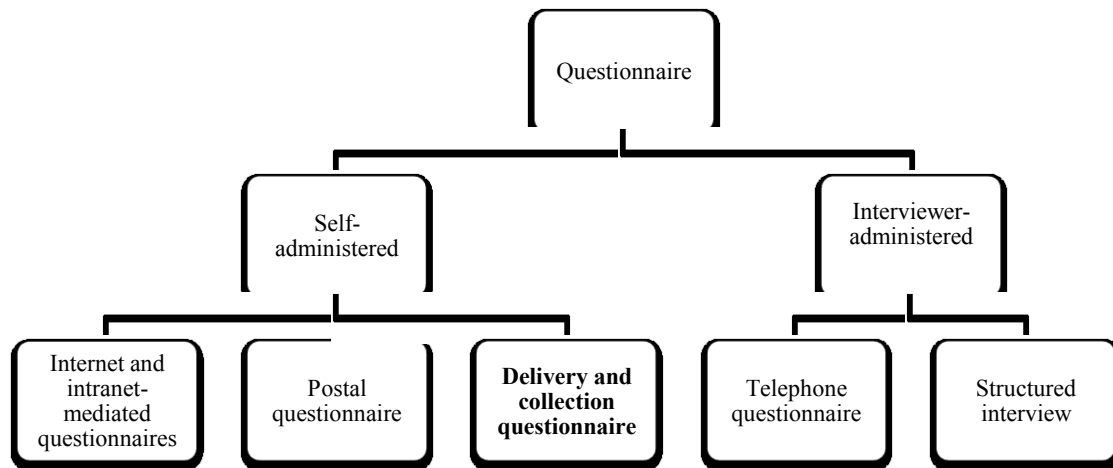 Questionnaire
Self-
administered
Interviewer-
administered
Internet and
intranet-
mediated
questionnaires
Postal
questionnaire
Delivery and
collection
questionnaire
Telephone
questionnaire
Structured
interview